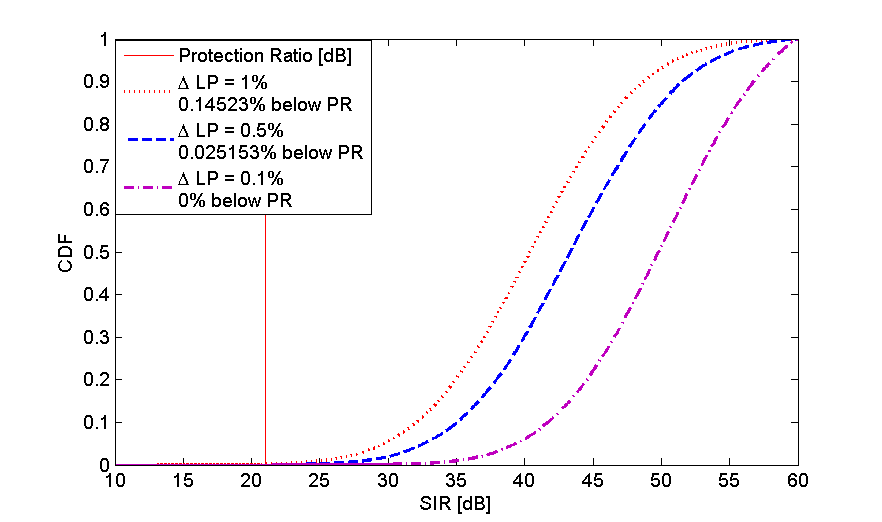 1
0.9
0.8
0.7
0.6
0.5
0.4
0.3
0.2
0.1
0
CDF
Protection Ratio [dB]
Δ LP = 1%
0.14523% below PR
Δ LP = 0.5%
0.025153% below PR
Δ LP = 0.1%
0% below PR
10 15 20 25 30 35 40 45 50 55 60
SIR [dB]